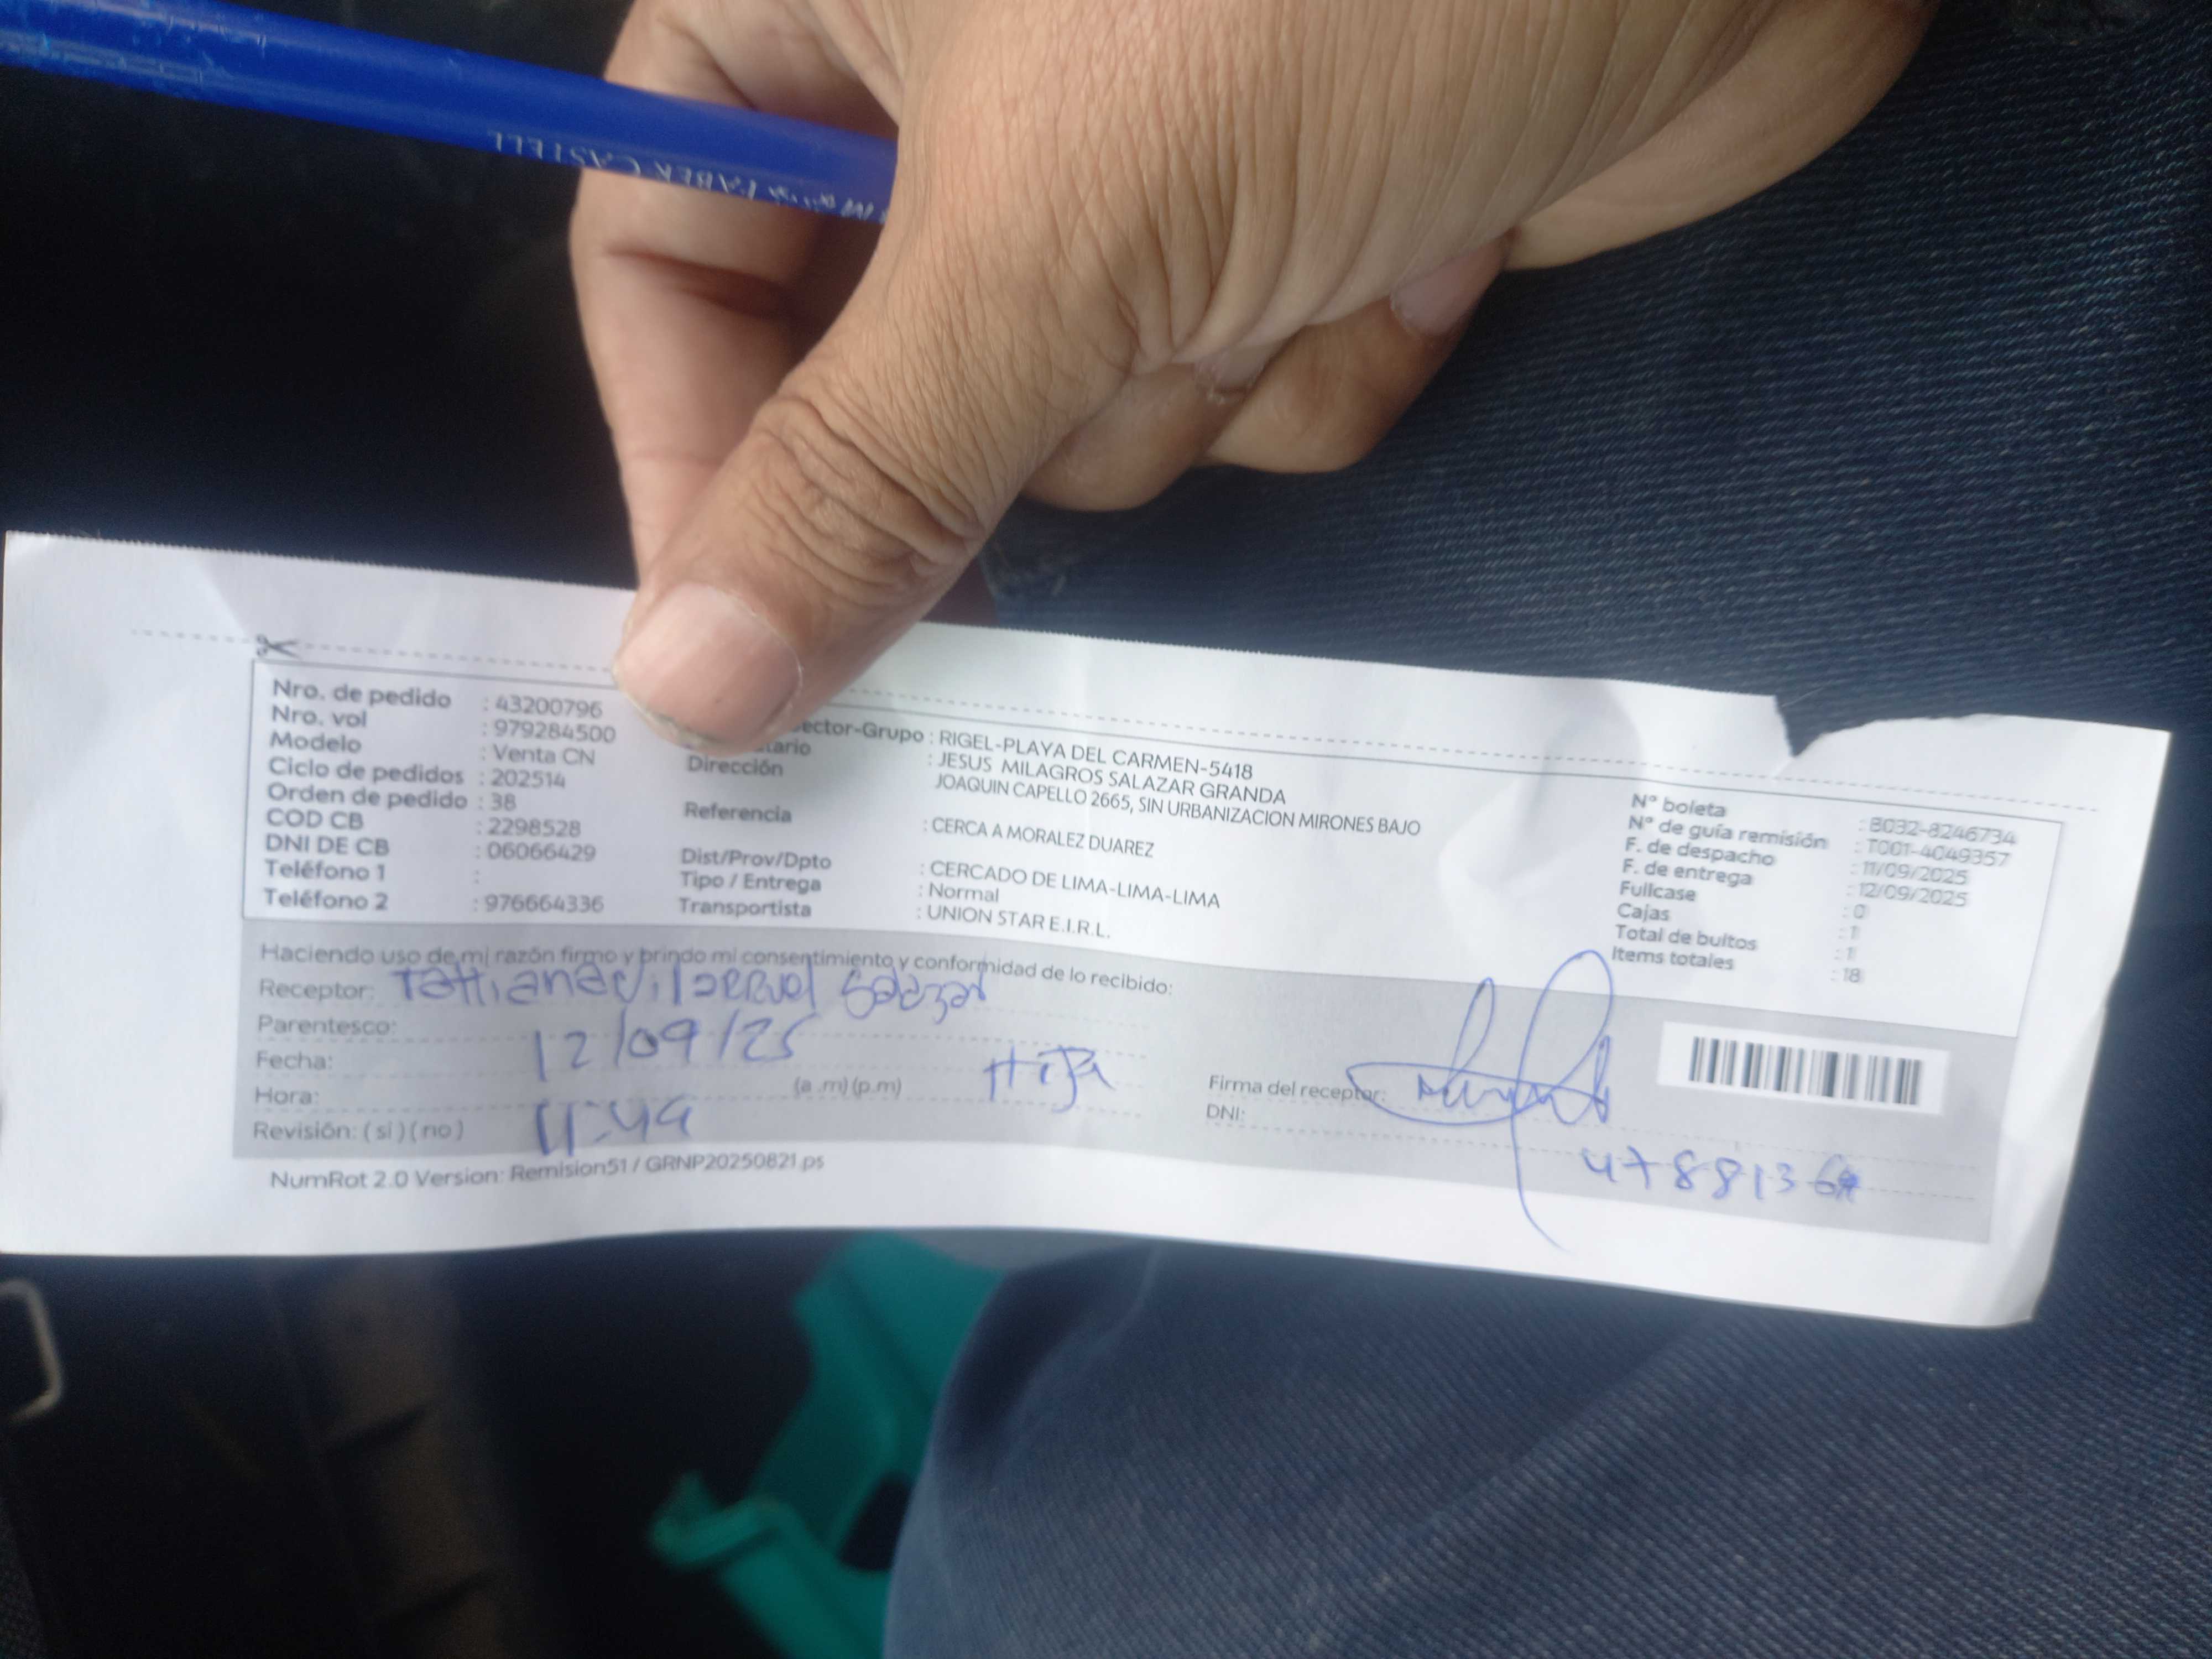 FABER CASTELL
Nro. de pedido : 43200796
Nro. vol : 979284500
Modelo : Venta CN
Ciclo de pedidos : 202514
Orden de pedido : 38
COD CB : 2298528
DNI DE CB : 06066429
Teléfono 1 :
Teléfono 2 : 976664336
ector-Grupo : RIGEL-PLAYA DEL CARMEN-5418
tario : JESUS MILAGROS SALAZAR GRANDA
Dirección JOAQUIN CAPELLO 2665, SIN URBANIZACION MIRONES BAJO
Referencia : CERCA A MORALEZ DUAREZ
Dist/Prov/Dpto : CERCADO DE LIMA-LIMA-LIMA
Tipo / Entrega : Normal
Transportista : UNION STAR E.I.R.L.
N° boleta : B032-8246734
N° de guía remisión : T001-4049357
F. de despacho : 11/09/2025
F. de entrega : 12/09/2025
Fullcase : 0
Cajas : 1
Total de bultos : 1
Items totales : 18
Haciendo uso de mi razón firmo y brindo mi consentimiento y conformidad de lo recibido:
Receptor: Salazar
Parentesco: Hija
Fecha: 12/09/25
Hora: 11:49 (a .m) (p.m)
Revisión: ( si ) ( no )
Firma del receptor:
DNI:
NumRot 2.0 Version: Remision51 / GRNP20250821.ps